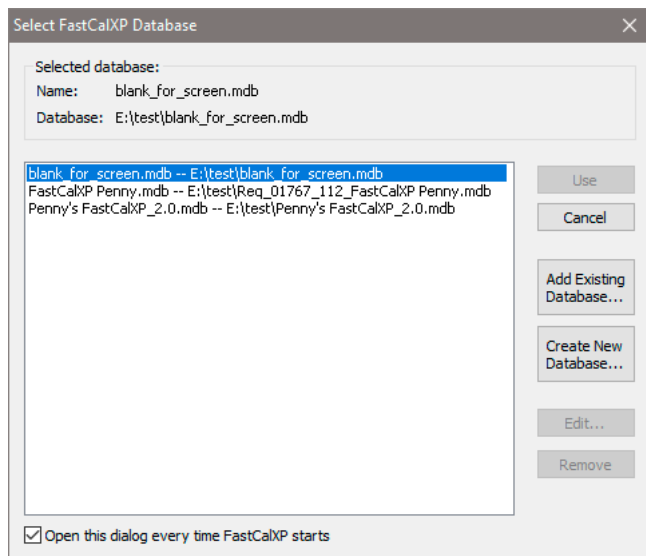 Select FastCalXP Database
Selected database:
Name: blank_for_screen.mdb
Database: E:\test\blank_for_screen.mdb
blank_for_screen.mdb -- E:\test\blank_for_screen.mdb
FastCalXP Penny.mdb -- E:\test\Req_01767_112_FastCalXP Penny.mdb
Penny's FastCalXP_2.0.mdb -- E:\test\Penny's FastCalXP_2.0.mdb
Use
Cancel
Add Existing
Database...
Create New
Database...
Edit...
Remove
Open this dialog every time FastCalXP starts